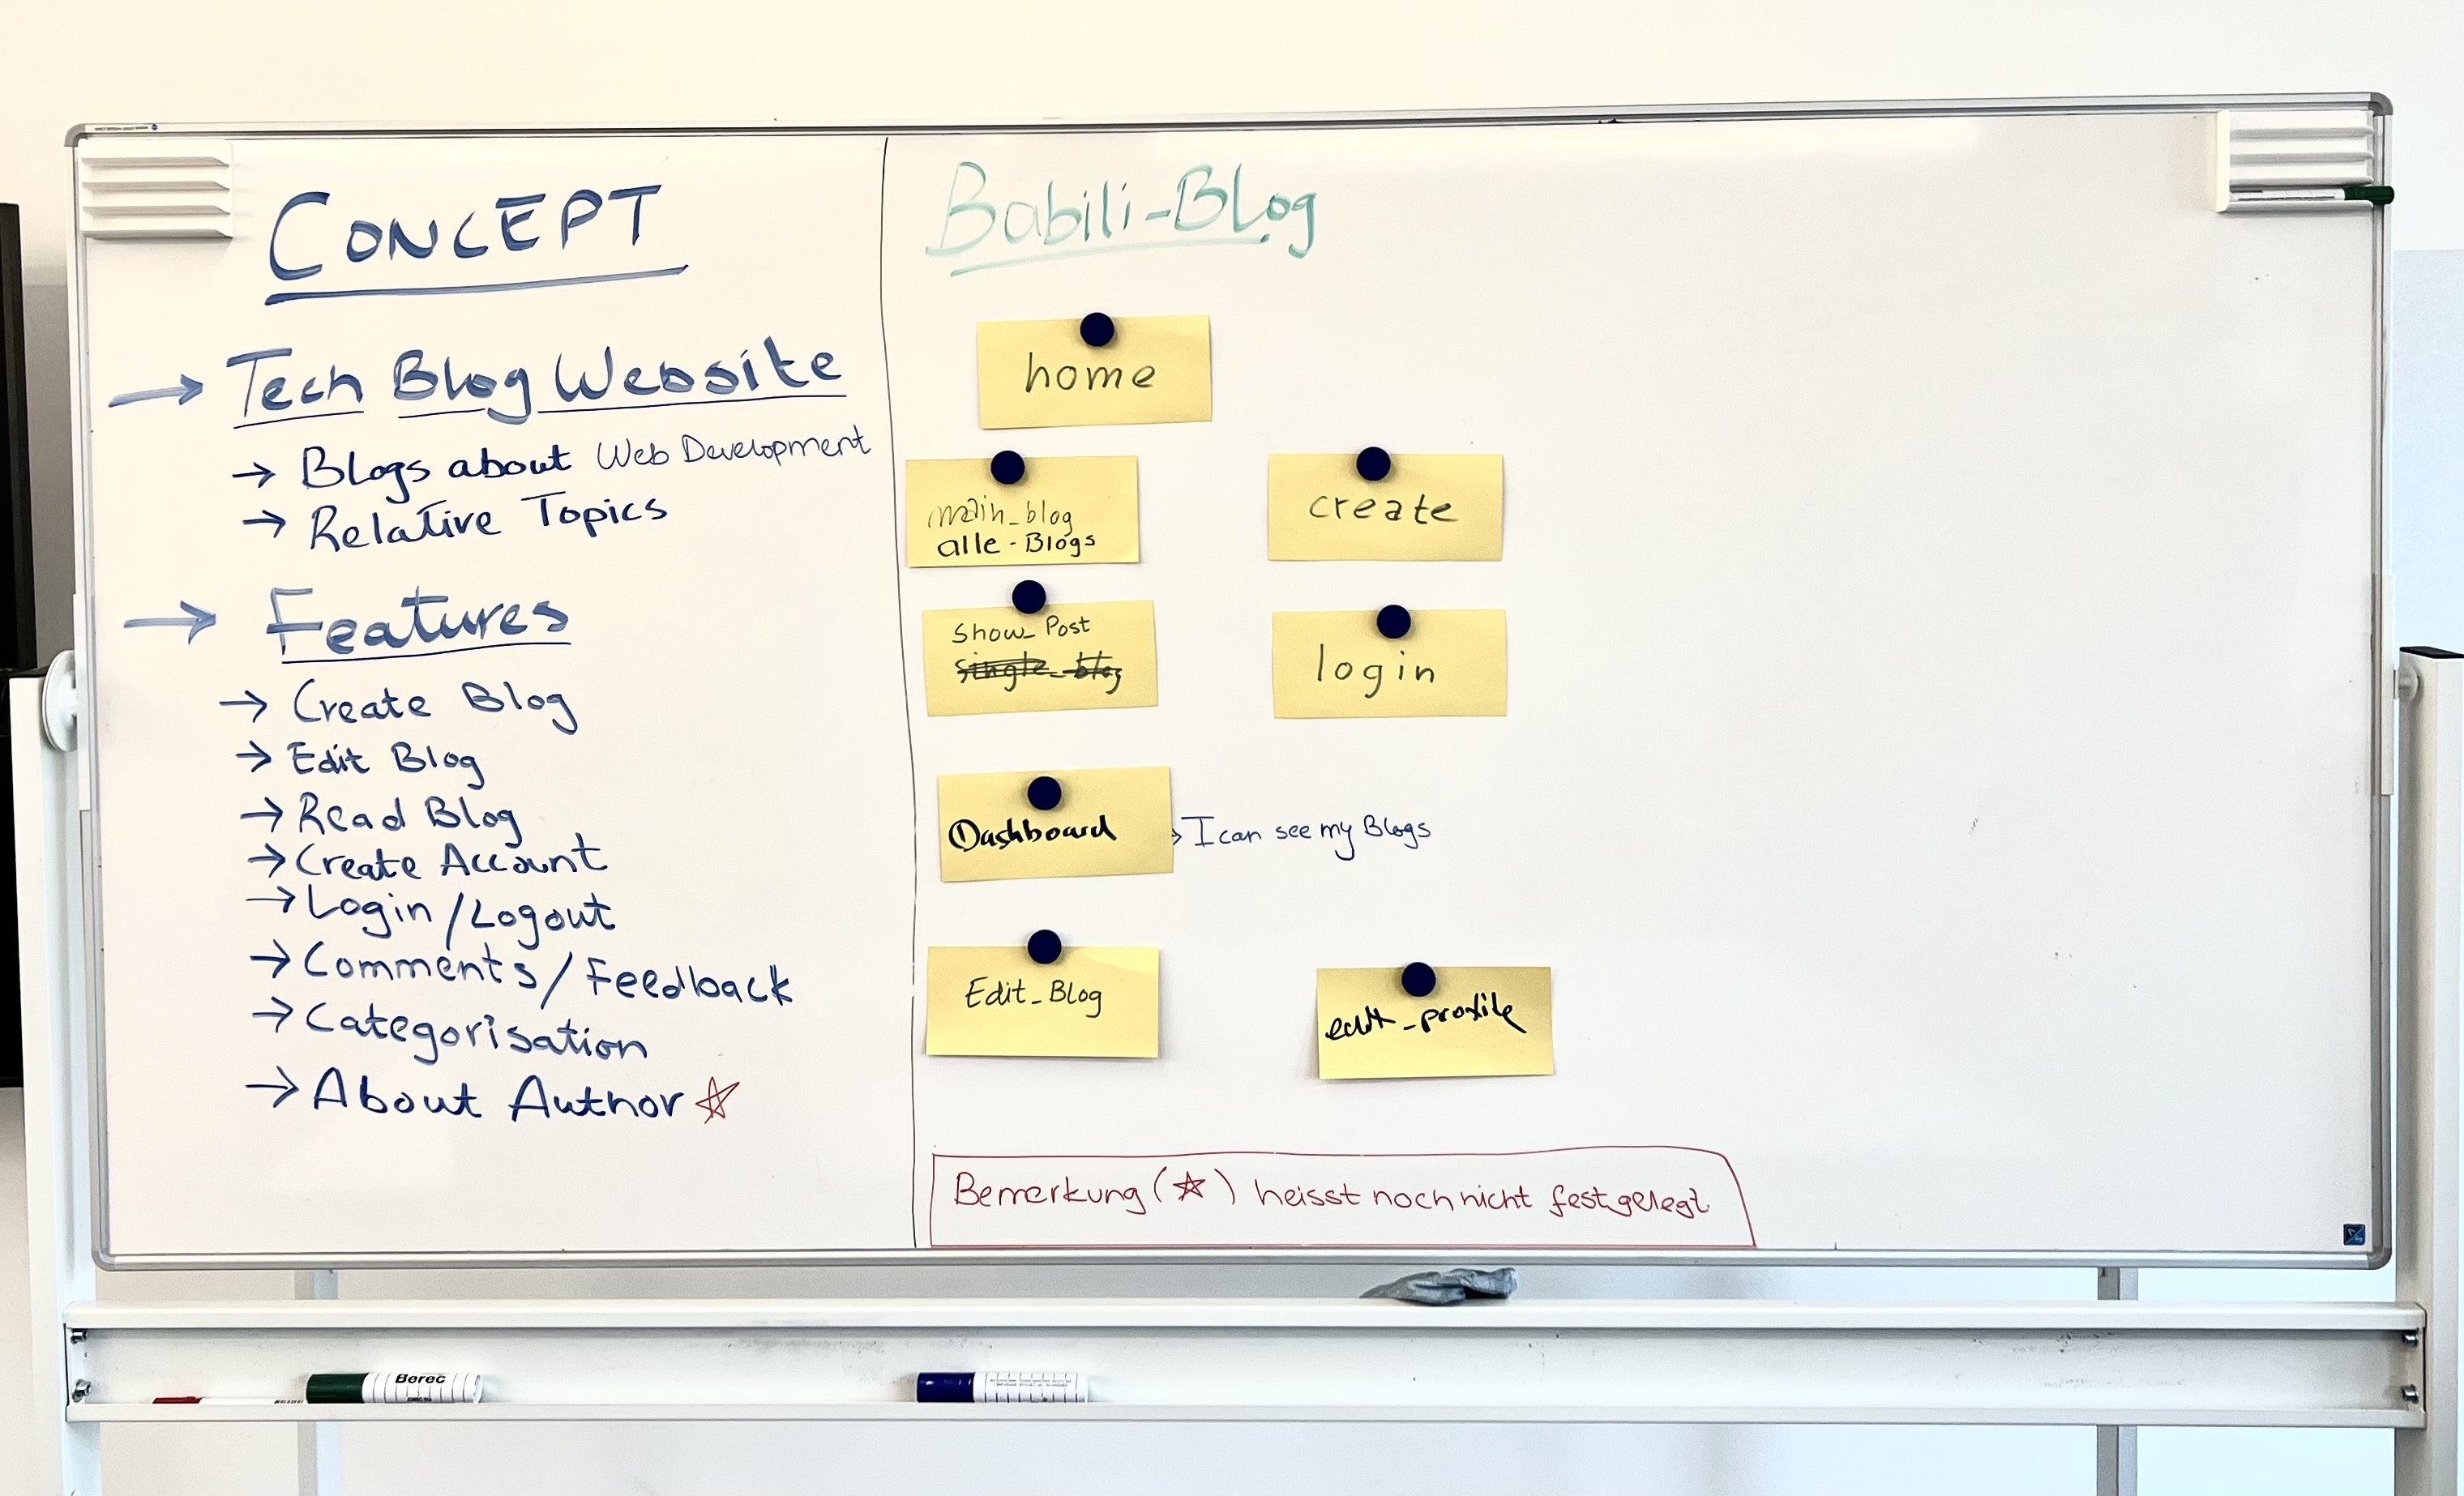 CONCEPT
→ Tech Blog Website
→ Blogs about Web Development
→ Relative Topics
→ Features
→ Create Blog
→ Edit Blog
→ Read Blog
→ Create Account
→ Login/Logout
→ Comments/Feedback
→ Categorisation
→ About Author ☆
Babili-Blog
home
main_blog
alle-Blogs
create
Show_Post
single_blog
login
Dashboard
→ I can see my Blogs
Edit_Blog
edit_profile
Bemerkung (☆) heisst noch nicht festgelegt
Berec